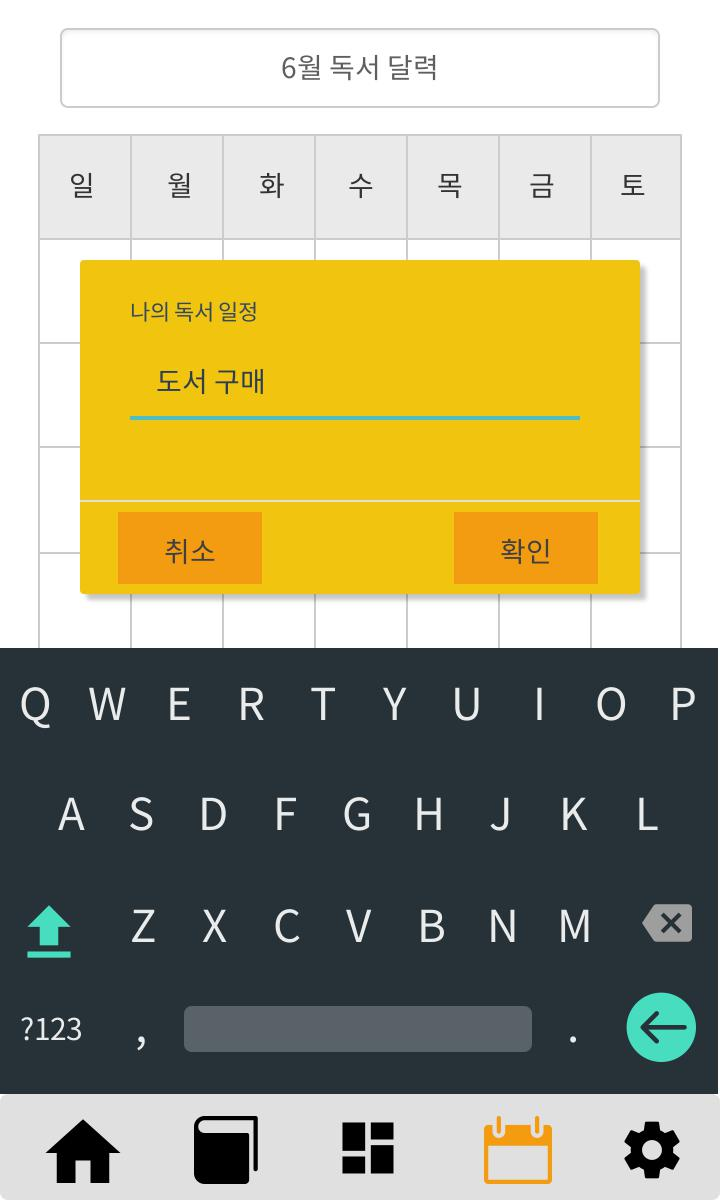 6월 독서 달력
일 월 화 수 목 금 토
나의 독서 일정
도서 구매
취소 확인
Q W E R T Y U I O P
A S D F G H J K L
Z X C V B N M
?123 , .